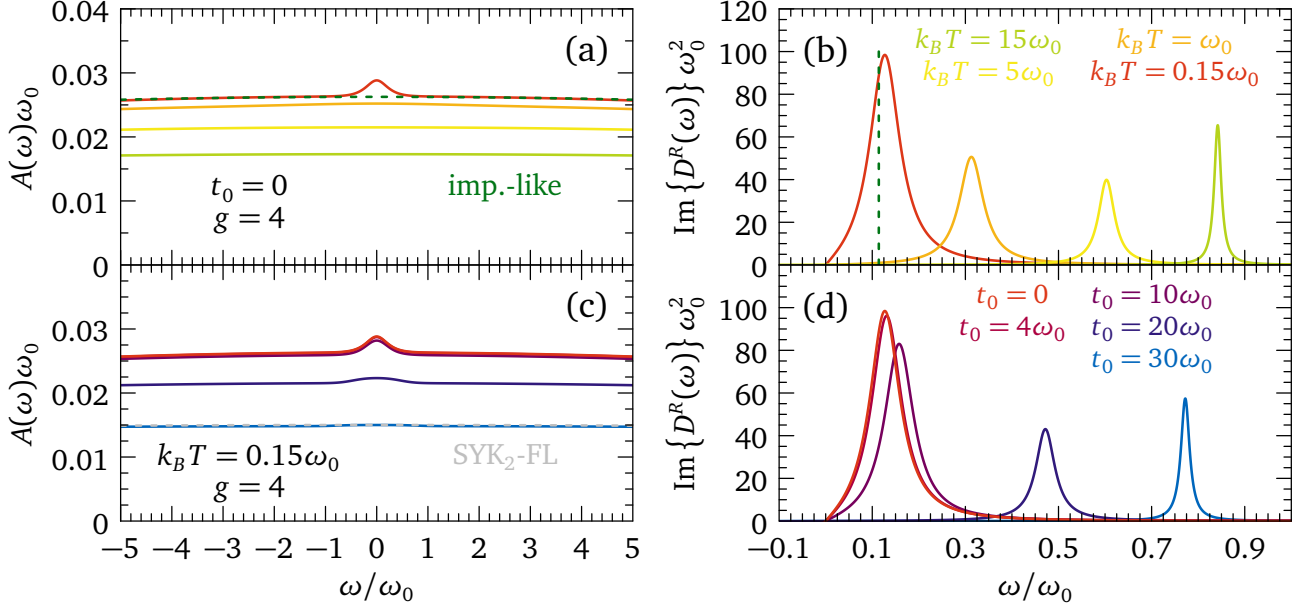 A(ω)ω₀
0.04
0.03
0.02
0.01
0
(a)
t₀ = 0
g = 4
imp.-like
Im {Dᴿ(ω)} ω₀²
120
100
80
60
40
20
0
(b)
k_B T = 15ω₀
k_B T = ω₀
k_B T = 5ω₀
k_B T = 0.15ω₀
A(ω)ω₀
0.03
0.02
0.01
0
(c)
k_B T = 0.15ω₀
g = 4
SYK₂-FL
−5 −4 −3 −2 −1 0 1 2 3 4 5
ω/ω₀
Im {Dᴿ(ω)} ω₀²
100
80
60
40
20
0
(d)
t₀ = 0
t₀ = 10ω₀
t₀ = 4ω₀
t₀ = 20ω₀
t₀ = 30ω₀
−0.1 0.1 0.3 0.5 0.7 0.9
ω/ω₀